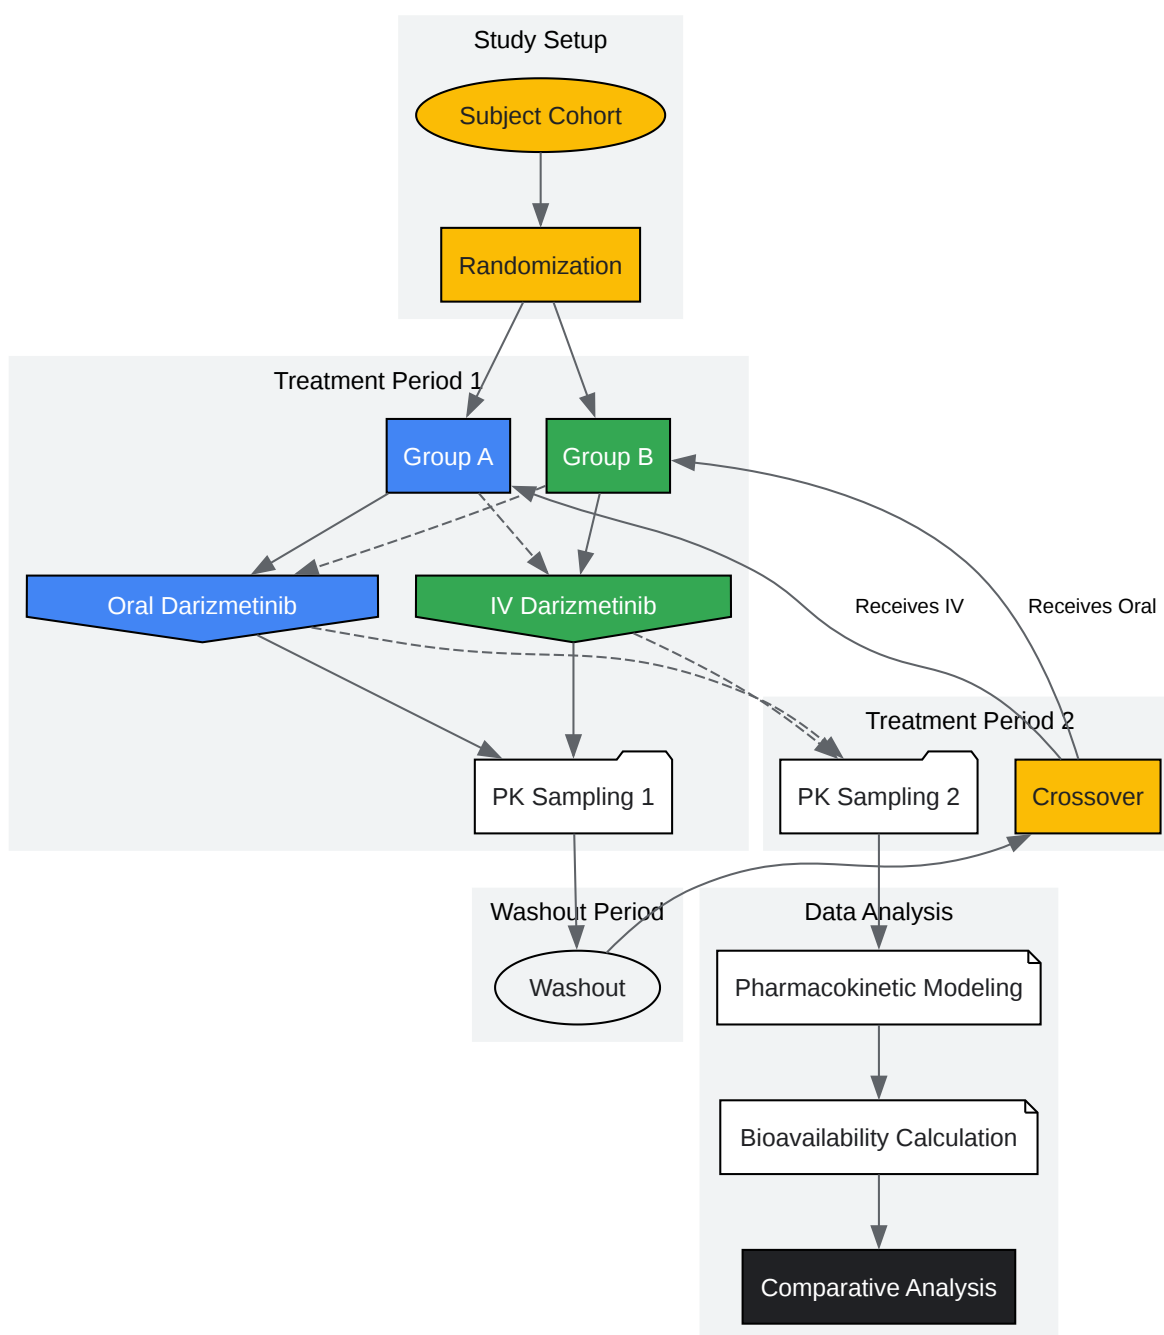 Study Setup
Subject Cohort
Randomization
Treatment Period 1
Group A
Group B
Oral Darizmetinib
IV Darizmetinib
Receives IV
Receives Oral
Treatment Period 2
PK Sampling 1
PK Sampling 2
Crossover
Washout Period
Data Analysis
Washout
Pharmacokinetic Modeling
Bioavailability Calculation
Comparative Analysis